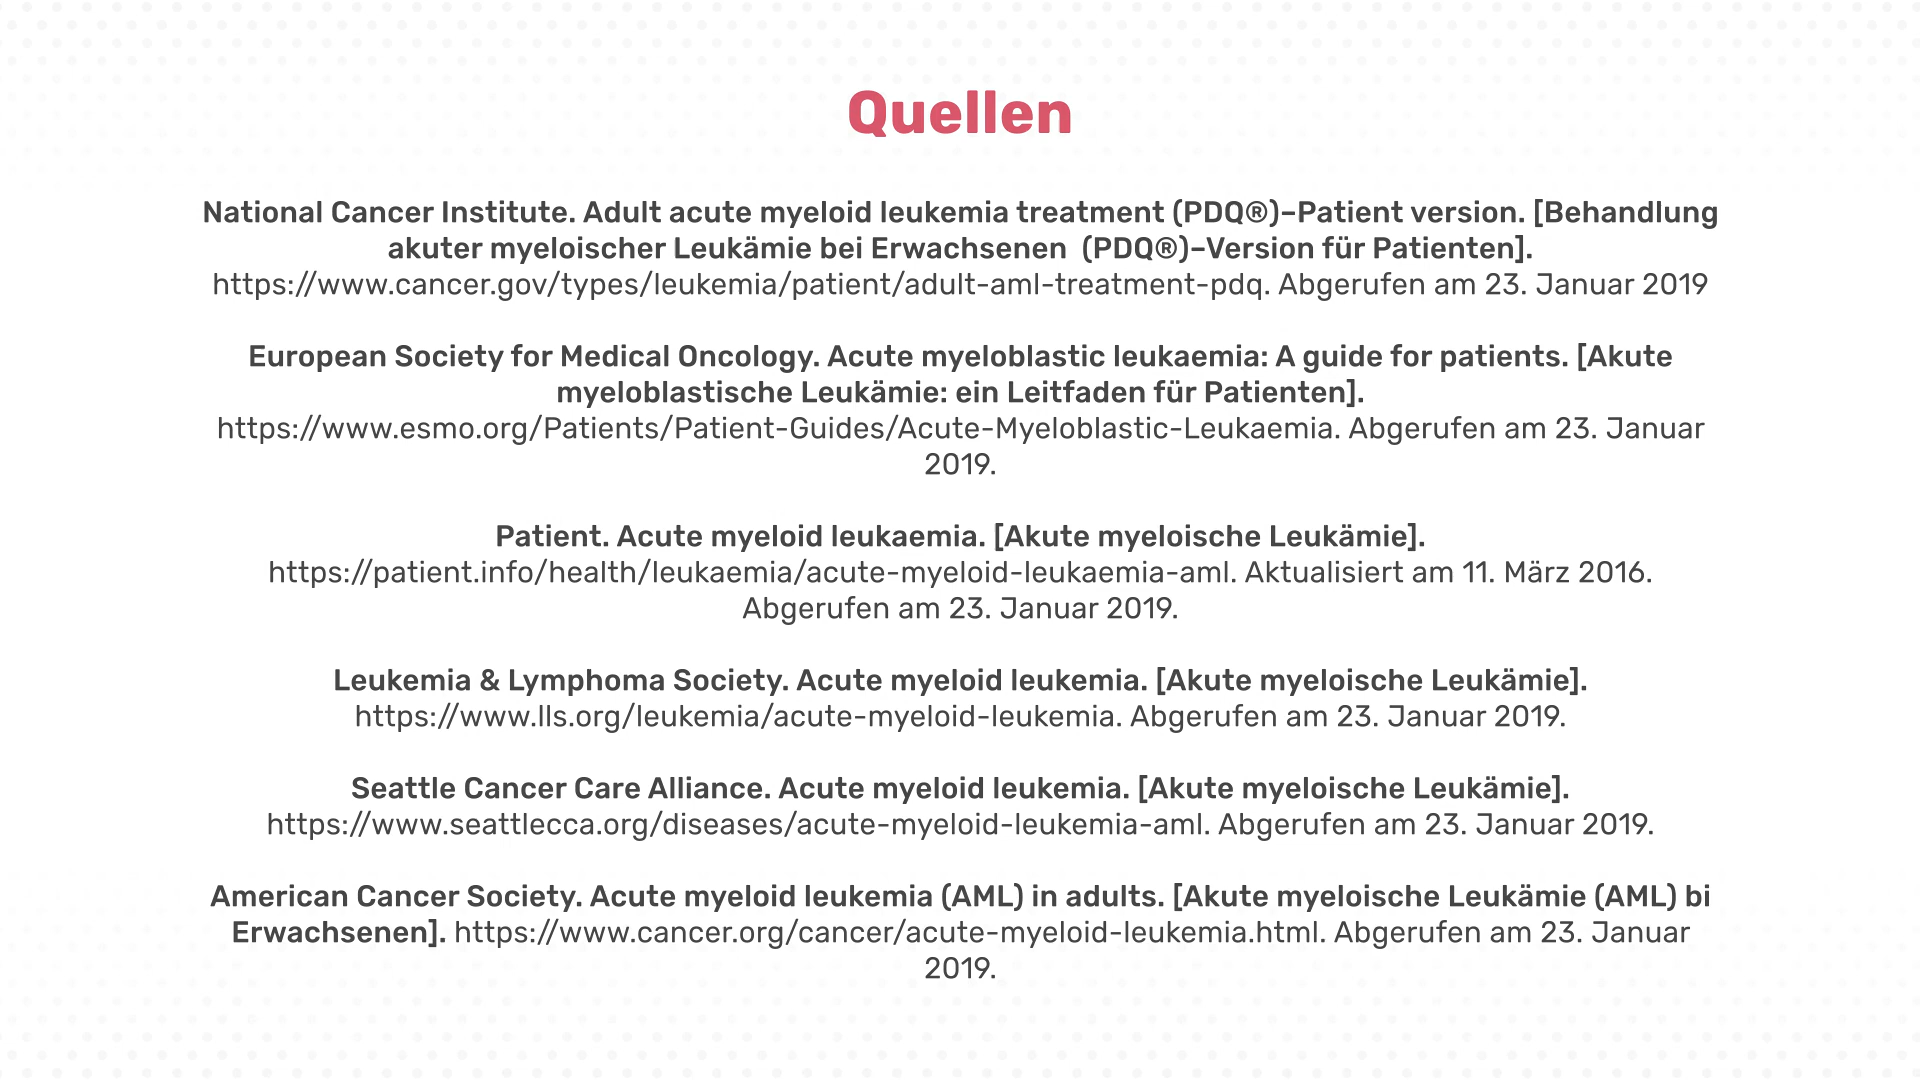 Quellen
National Cancer Institute. Adult acute myeloid leukemia treatment (PDQ®)–Patient version. [Behandlung
akuter myeloischer Leukämie bei Erwachsenen  (PDQ®)–Version für Patienten].
https://www.cancer.gov/types/leukemia/patient/adult-aml-treatment-pdq. Abgerufen am 23. Januar 2019
European Society for Medical Oncology. Acute myeloblastic leukaemia: A guide for patients. [Akute
myeloblastische Leukämie: ein Leitfaden für Patienten].
https://www.esmo.org/Patients/Patient-Guides/Acute-Myeloblastic-Leukaemia. Abgerufen am 23. Januar
2019.
Patient. Acute myeloid leukaemia. [Akute myeloische Leukämie].
https://patient.info/health/leukaemia/acute-myeloid-leukaemia-aml. Aktualisiert am 11. März 2016.
Abgerufen am 23. Januar 2019.
Leukemia & Lymphoma Society. Acute myeloid leukemia. [Akute myeloische Leukämie].
https://www.lls.org/leukemia/acute-myeloid-leukemia. Abgerufen am 23. Januar 2019.
Seattle Cancer Care Alliance. Acute myeloid leukemia. [Akute myeloische Leukämie].
https://www.seattlecca.org/diseases/acute-myeloid-leukemia-aml. Abgerufen am 23. Januar 2019.
American Cancer Society. Acute myeloid leukemia (AML) in adults. [Akute myeloische Leukämie (AML) bi
Erwachsenen]. https://www.cancer.org/cancer/acute-myeloid-leukemia.html. Abgerufen am 23. Januar
2019.